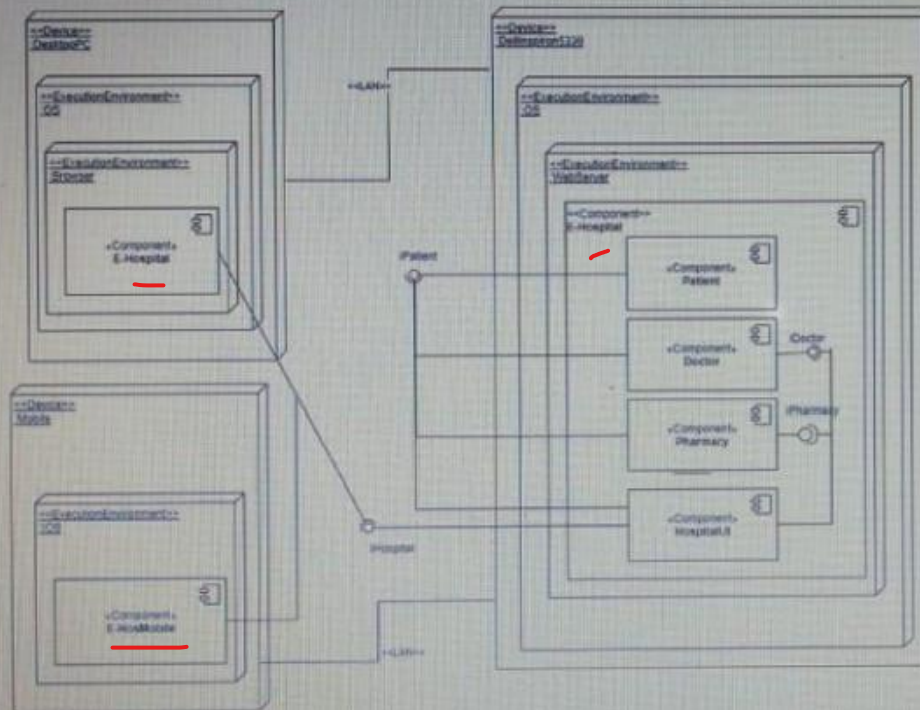 <<Device>>
:DesktopPC
<<ExecutionEnvironment>>
:OS
<<ExecutionEnvironment>>
:Browser
«Component»
E-Hospital
<<LAN>>
<<Device>>
<<ExecutionEnvironment>>
:OS
<<ExecutionEnvironment>>
:WebServer
<<Component>>
E-Hospital
iPatient
«Component»
Patient
«Component»
Doctor
iDoctor
«Component»
Pharmacy
iPharmacy
«Component»
HospitalUI
iHospital
<<Device>>
:Mobile
<<ExecutionEnvironment>>
:IOS
«Component»
E-HosMobile
<<LAN>>